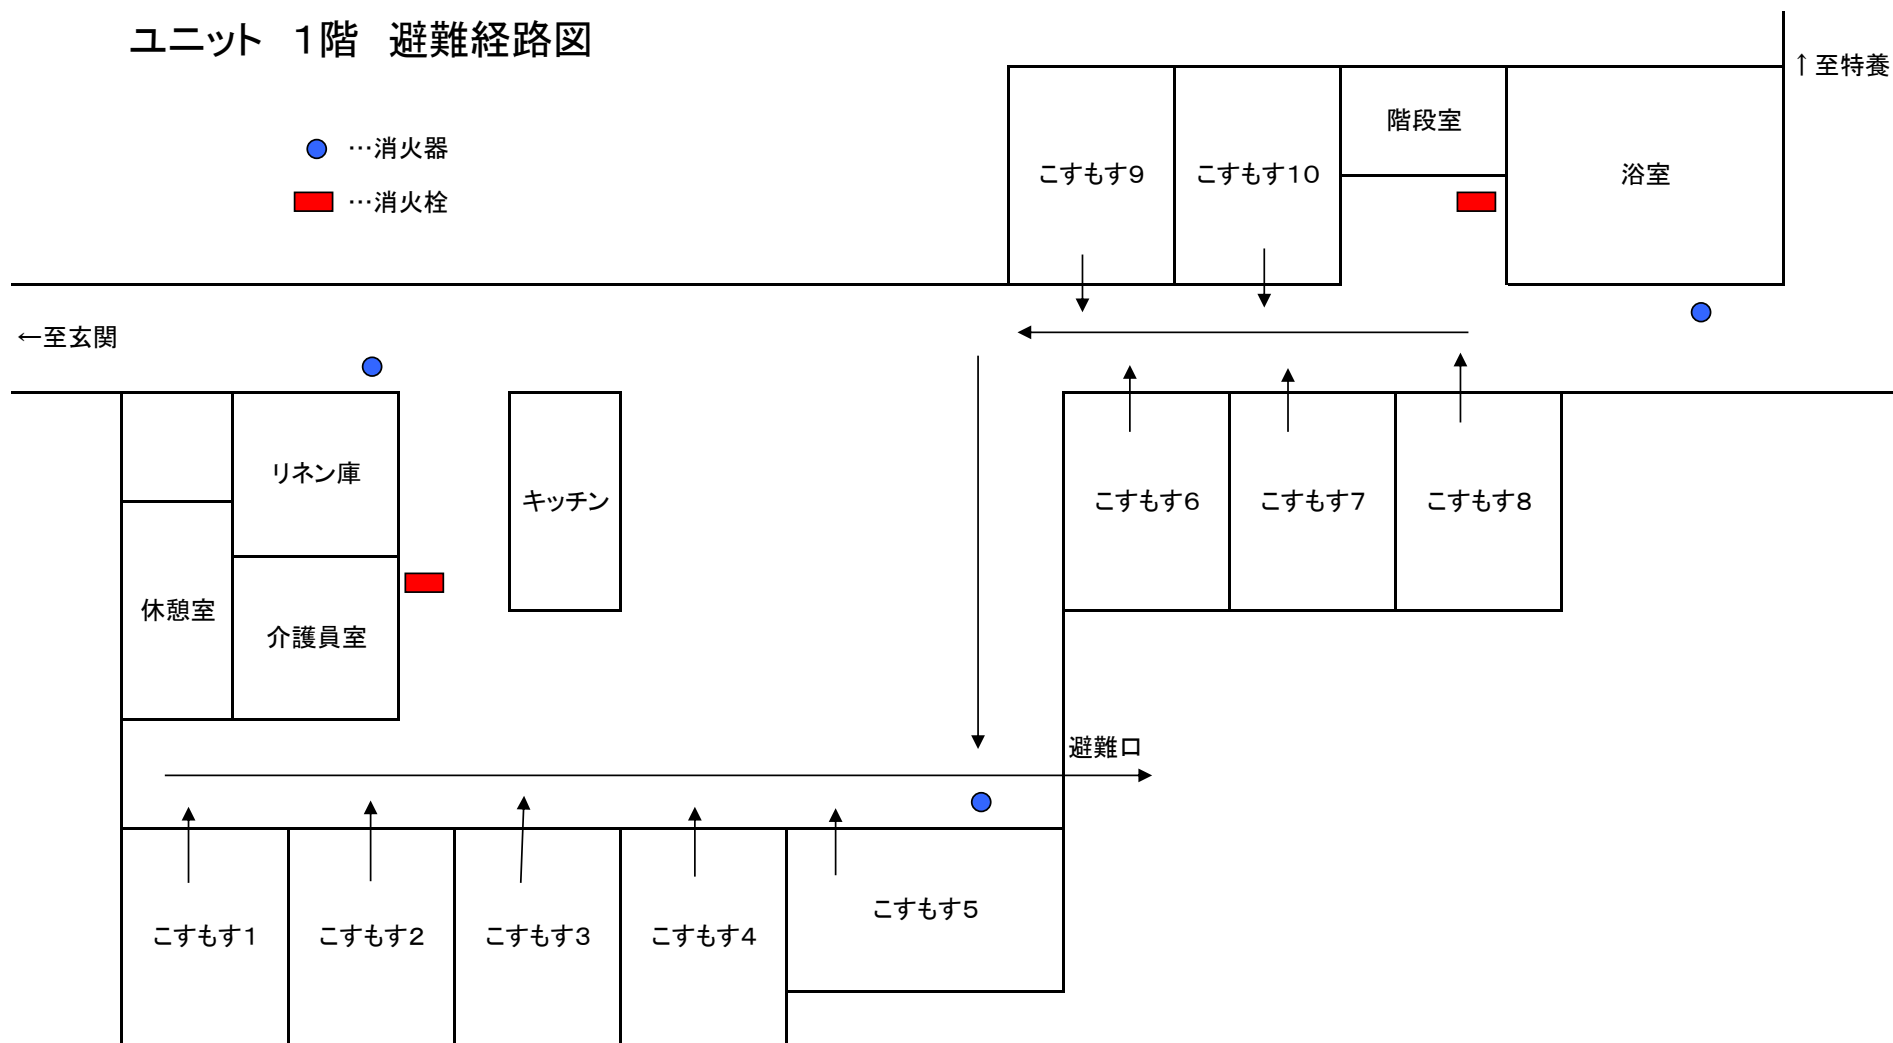 ユニット　１階　避難経路図
↑至特養
…消火器
…消火栓
階段室
こすもす９
こすもす１０
浴室
←至玄関
リネン庫
キッチン
こすもす６
こすもす７
こすもす８
休憩室
介護員室
避難口
こすもす５
こすもす１
こすもす２
こすもす３
こすもす４